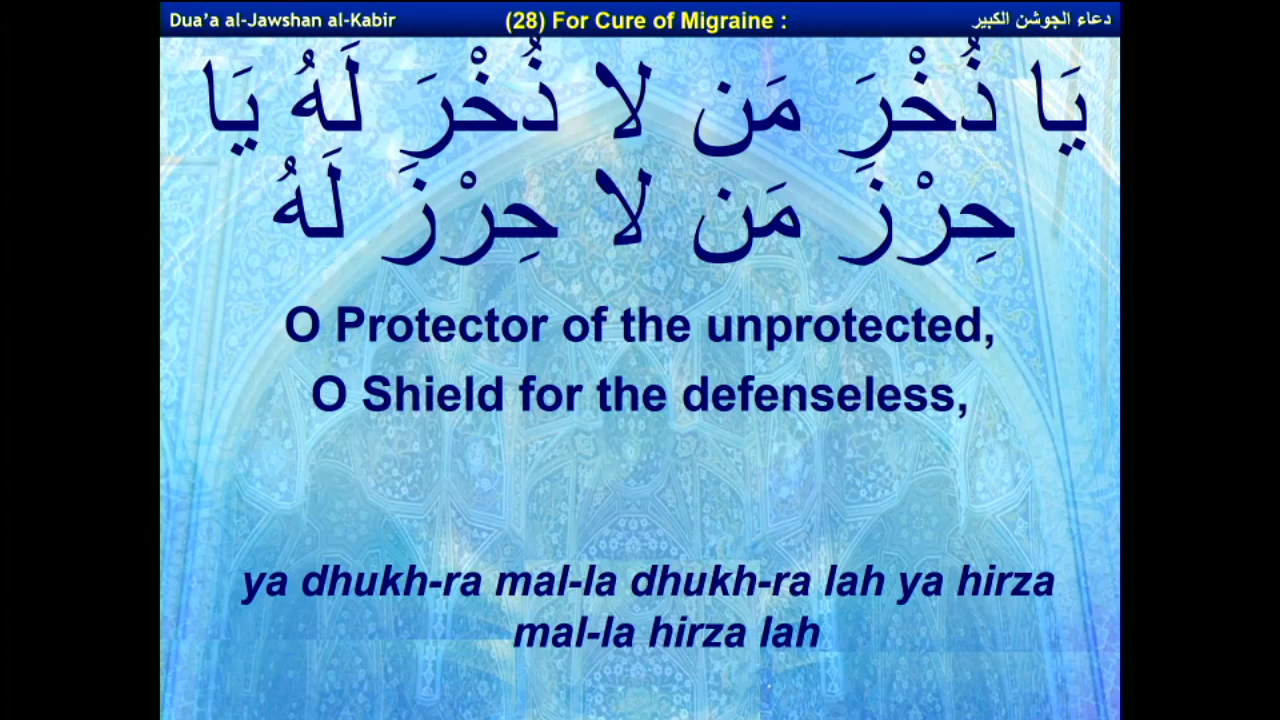 Dua’a al-Jawshan al-Kabir (28) For Cure of Migraine : دعاء الجوشن الكبير
يَا ذُخْرَ مَن لا ذُخْرَ لَهُ يَا
حِرْزَ مَن لا حِرْزَ لَهُ
O Protector of the unprotected,
O Shield for the defenseless,
ya dhukh-ra mal-la dhukh-ra lah ya hirza
mal-la hirza lah